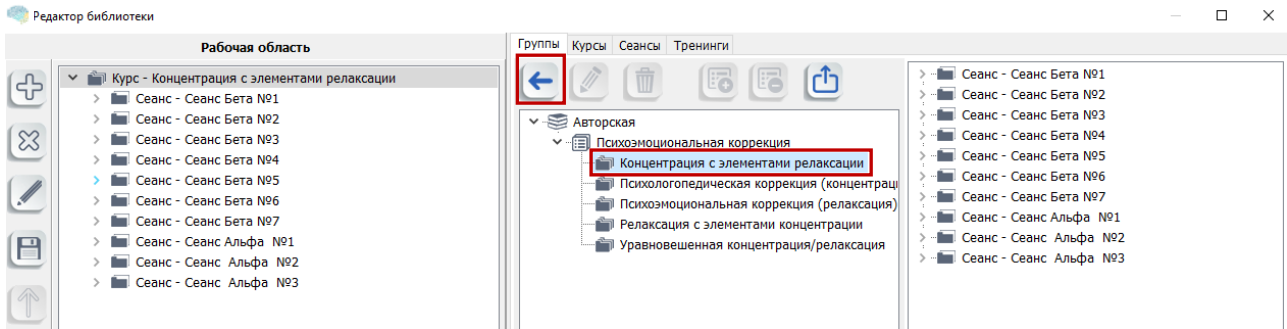 Редактор библиотеки
Рабочая область
Курс - Концентрация с элементами релаксации
Сеанс - Сеанс Бета №1
Сеанс - Сеанс Бета №2
Сеанс - Сеанс Бета №3
Сеанс - Сеанс Бета №4
Сеанс - Сеанс Бета №5
Сеанс - Сеанс Бета №6
Сеанс - Сеанс Бета №7
Сеанс - Сеанс Альфа №1
Сеанс - Сеанс Альфа №2
Сеанс - Сеанс Альфа №3
Группы Курсы Сеансы Тренинги
Авторская
Психоэмоциональная коррекция
Концентрация с элементами релаксации
Психологопедическая коррекция (концентраци
Психоэмоциональная коррекция (релаксация)
Релаксация с элементами концентрации
Уравновешенная концентрация/релаксация
Сеанс - Сеанс Бета №1
Сеанс - Сеанс Бета №2
Сеанс - Сеанс Бета №3
Сеанс - Сеанс Бета №4
Сеанс - Сеанс Бета №5
Сеанс - Сеанс Бета №6
Сеанс - Сеанс Бета №7
Сеанс - Сеанс Альфа №1
Сеанс - Сеанс Альфа №2
Сеанс - Сеанс Альфа №3